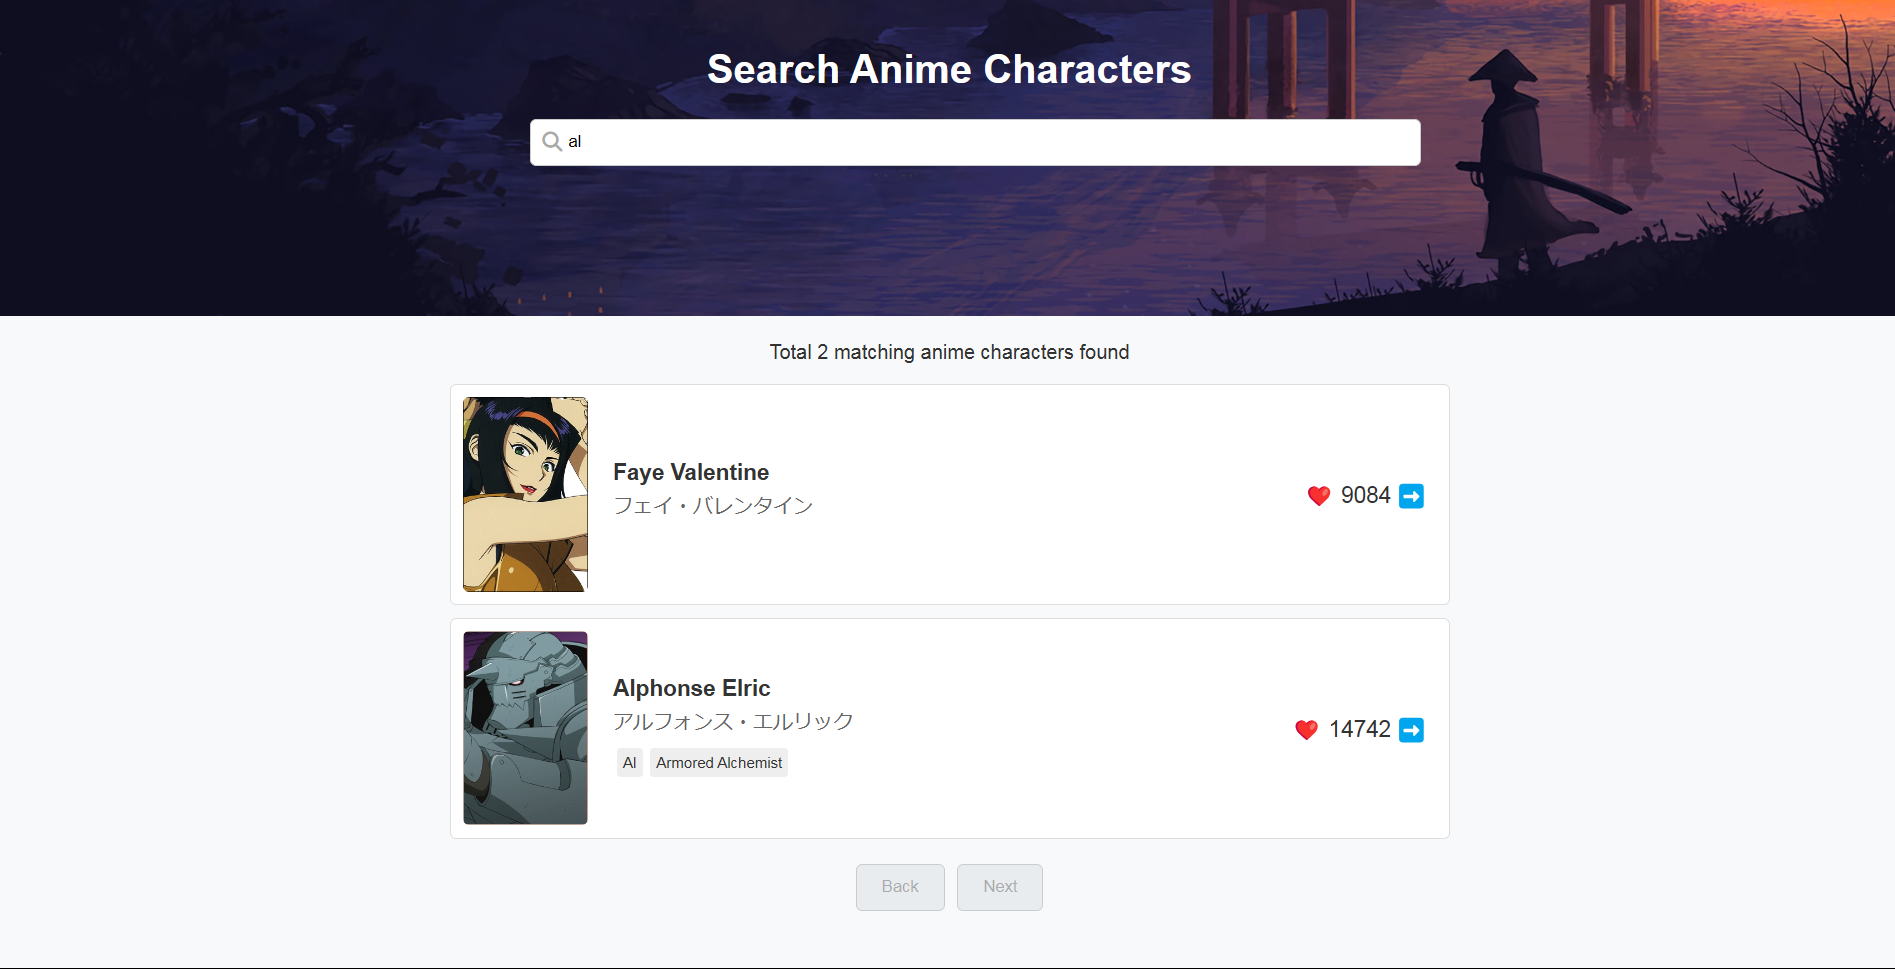 Search Anime Characters
al
Total 2 matching anime characters found
Faye Valentine
フェイ・バレンタイン
9084
Alphonse Elric
アルフォンス・エルリック
Al Armored Alchemist
14742
Back Next